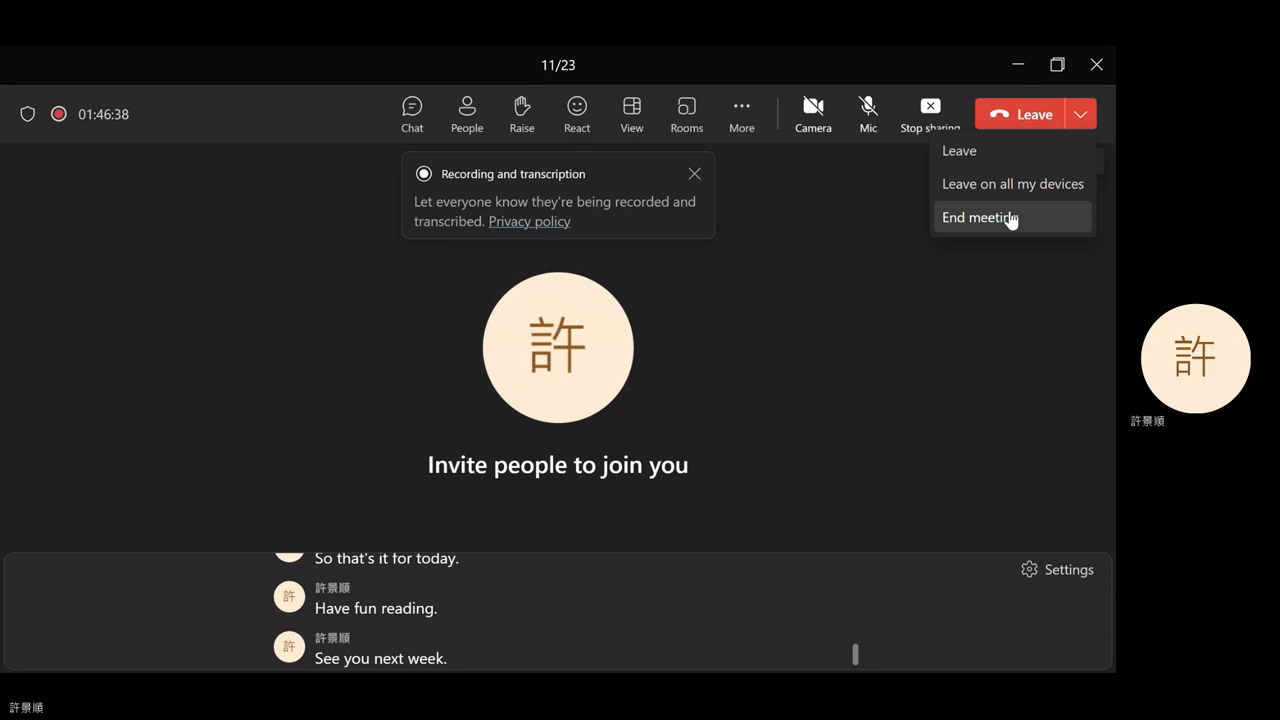 11/23
01:46:38
Chat
People
Raise
React
View
Rooms
More
Camera
Mic
Stop sharing
Leave
Leave
Leave on all my devices
End meeting
Recording and transcription
Let everyone know they're being recorded and
transcribed. Privacy policy
許
許
許景順
Invite people to join you
So that's it for today.
Settings
許
許景順
Have fun reading.
許
許景順
See you next week.
許景順